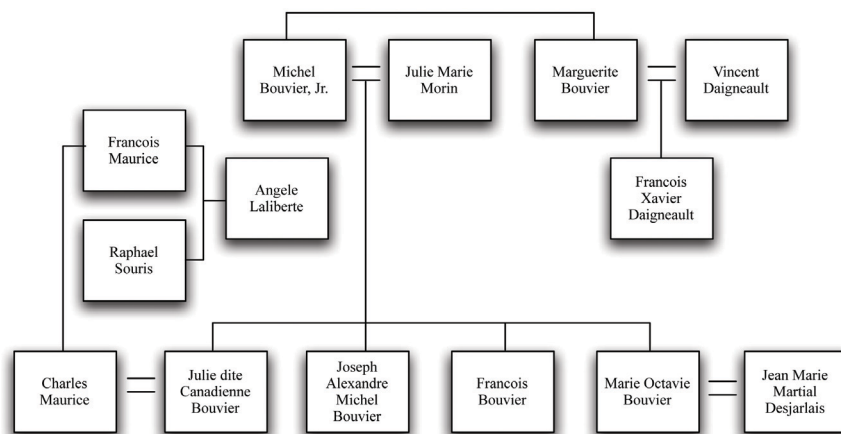 Michel
Bouvier, Jr.
Julie Marie
Morin
Marguerite
Bouvier
Vincent
Daigneault
Francois
Maurice
Angele
Laliberte
Francois
Xavier
Daigneault
Raphael
Souris
Charles
Maurice
Julie dite
Canadienne
Bouvier
Joseph
Alexandre
Michel
Bouvier
Francois
Bouvier
Marie Octavie
Bouvier
Jean Marie
Martial
Desjarlais